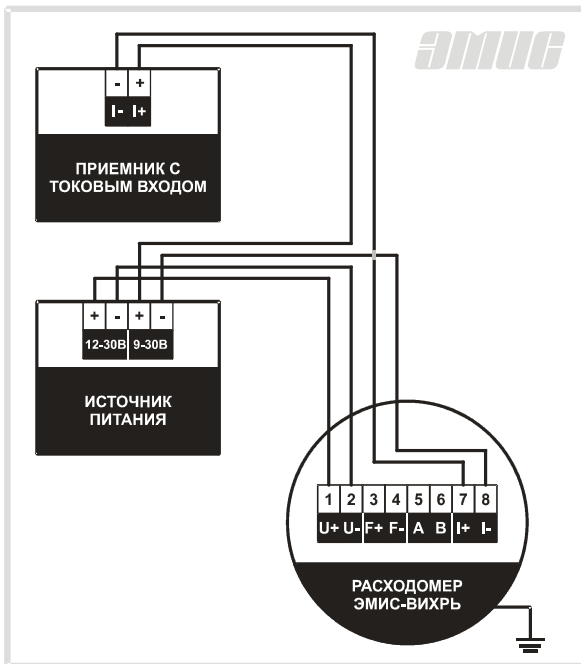 ЭМИС
- +
I- I+
ПРИЕМНИК С
ТОКОВЫМ ВХОДОМ
+ - + -
12-30В 9-30В
ИСТОЧНИК
ПИТАНИЯ
1 2 3 4 5 6 7 8
U+ U- F+ F- A B I+ I-
РАСХОДОМЕР
ЭМИС-ВИХРЬ